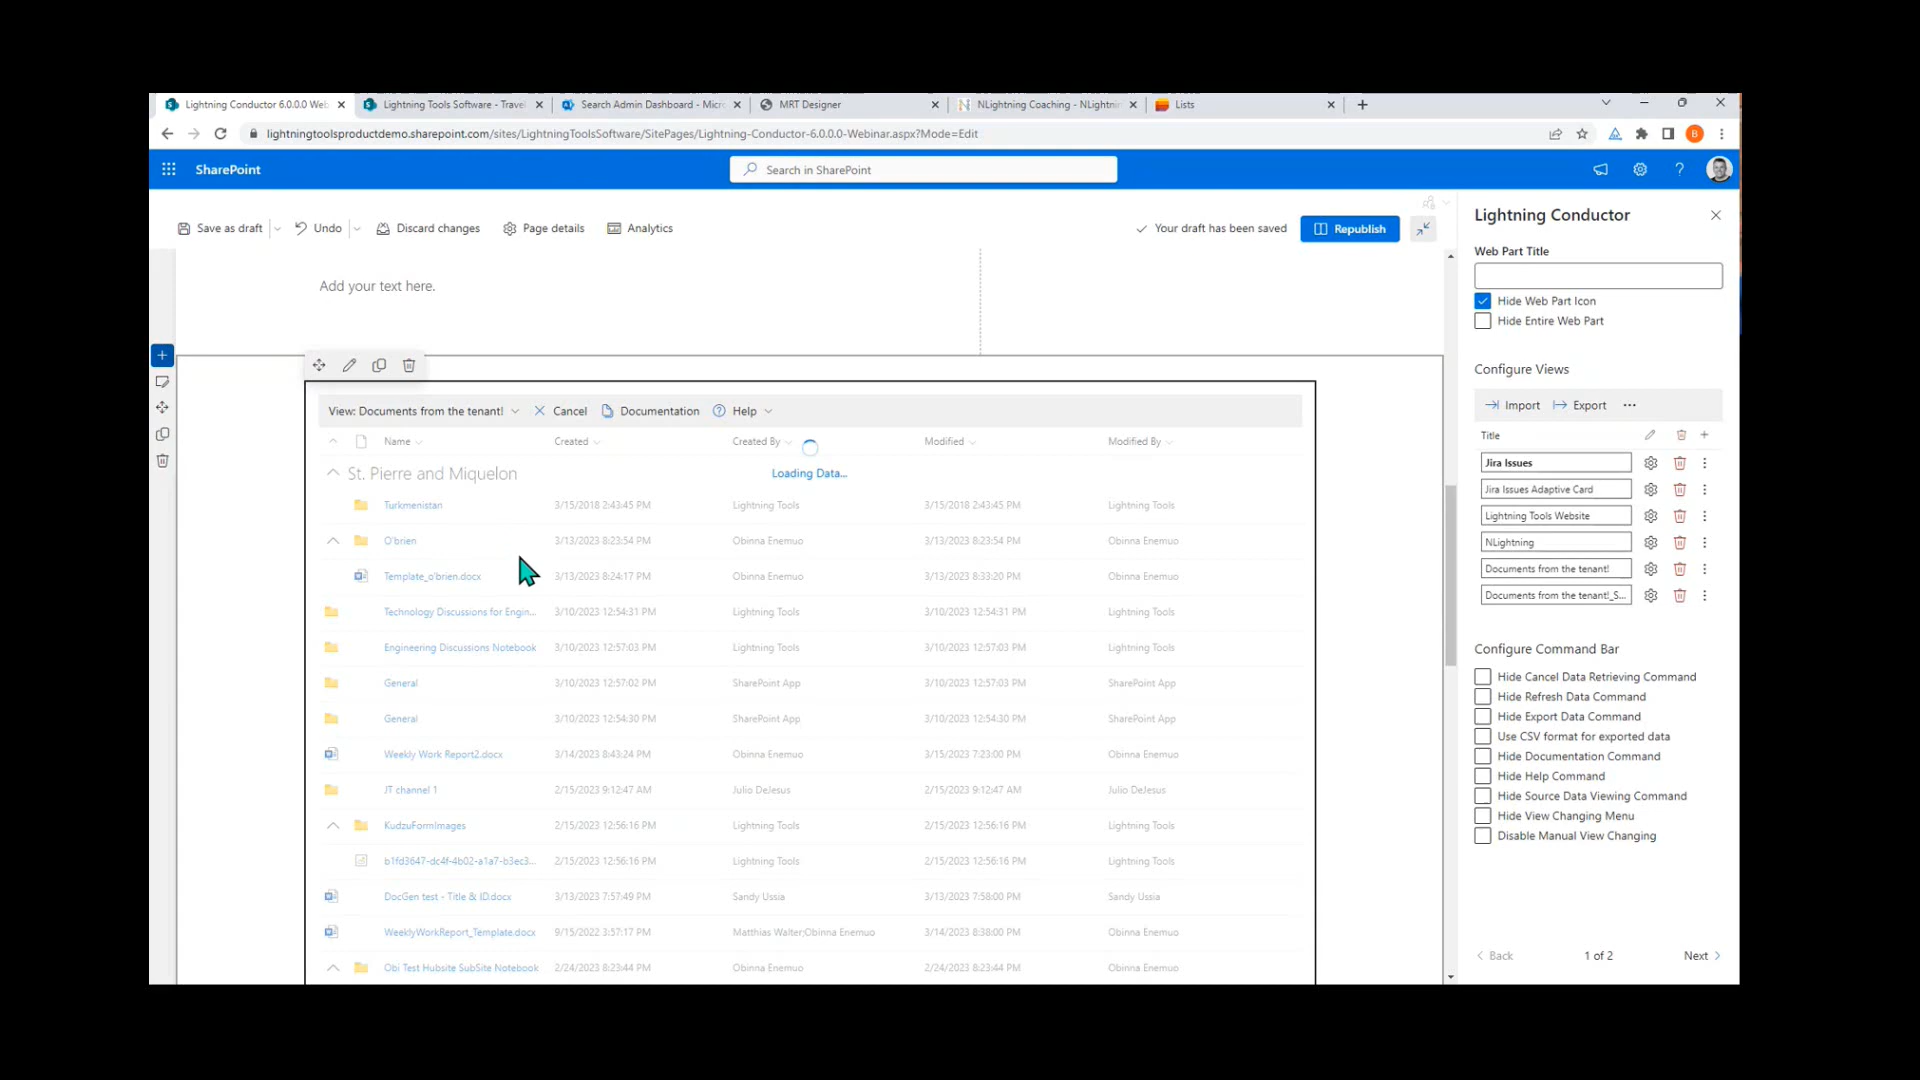 Lightning Conductor 6.0.0.0 Web
Lightning Tools Software - Travel
Search Admin Dashboard - Micro
MRT Designer
NLightning Coaching - NLightnin
Lists
lightningtoolsproductdemo.sharepoint.com/sites/LightningToolsSoftware/SitePages/Lightning-Conductor-6.0.0.0-Webinar.aspx?Mode=Edit
B
SharePoint
Search in SharePoint
Save as draft
Undo
Discard changes
Page details
Analytics
Your draft has been saved
Republish
Add your text here.
View: Documents from the tenant!
Cancel
Documentation
Help
Name Created Created By Modified Modified By
St. Pierre and Miquelon
Loading Data...
Turkmenistan 3/15/2018 2:43:45 PM Lightning Tools 3/15/2018 2:43:45 PM Lightning Tools
O'brien 3/13/2023 8:23:54 PM Obinna Enemuo 3/13/2023 8:23:54 PM Obinna Enemuo
Template_o'brien.docx 3/13/2023 8:24:17 PM Obinna Enemuo 3/13/2023 8:33:20 PM Obinna Enemuo
Technology Discussions for Engin... 3/10/2023 12:54:31 PM Lightning Tools 3/10/2023 12:54:31 PM Lightning Tools
Engineering Discussions Notebook 3/10/2023 12:57:03 PM Lightning Tools 3/10/2023 12:57:03 PM Lightning Tools
General 3/10/2023 12:57:02 PM SharePoint App 3/10/2023 12:57:03 PM SharePoint App
General 3/10/2023 12:54:30 PM SharePoint App 3/10/2023 12:54:30 PM SharePoint App
Weekly Work Report2.docx 3/14/2023 8:43:24 PM Obinna Enemuo 3/15/2023 7:23:00 PM Obinna Enemuo
JT channel 1 2/15/2023 9:12:47 AM Julio DeJesus 2/15/2023 9:12:47 AM Julio DeJesus
KudzuFormImages 2/15/2023 12:56:16 PM Lightning Tools 2/15/2023 12:56:16 PM Lightning Tools
b1fd3647-dc4f-4b02-a1a7-b3ec3... 2/15/2023 12:56:16 PM Lightning Tools 2/15/2023 12:56:16 PM Lightning Tools
DocGen test - Title & ID.docx 3/13/2023 7:57:49 PM Sandy Ussia 3/13/2023 7:58:00 PM Sandy Ussia
WeeklyWorkReport_Template.docx 9/15/2022 3:57:17 PM Matthias Walter;Obinna Enemuo 3/14/2023 8:38:00 PM Obinna Enemuo
Obi Test Hubsite SubSite Notebook 2/24/2023 8:23:44 PM Obinna Enemuo 2/24/2023 8:23:44 PM Obinna Enemuo
Lightning Conductor
Web Part Title
Hide Web Part Icon
Hide Entire Web Part
Configure Views
Import
Export
Title
Jira Issues
Jira Issues Adaptive Card
Lightning Tools Website
NLightning
Documents from the tenant!
Documents from the tenant!_S...
Configure Command Bar
Hide Cancel Data Retrieving Command
Hide Refresh Data Command
Hide Export Data Command
Use CSV format for exported data
Hide Documentation Command
Hide Help Command
Hide Source Data Viewing Command
Hide View Changing Menu
Disable Manual View Changing
Back
1 of 2
Next